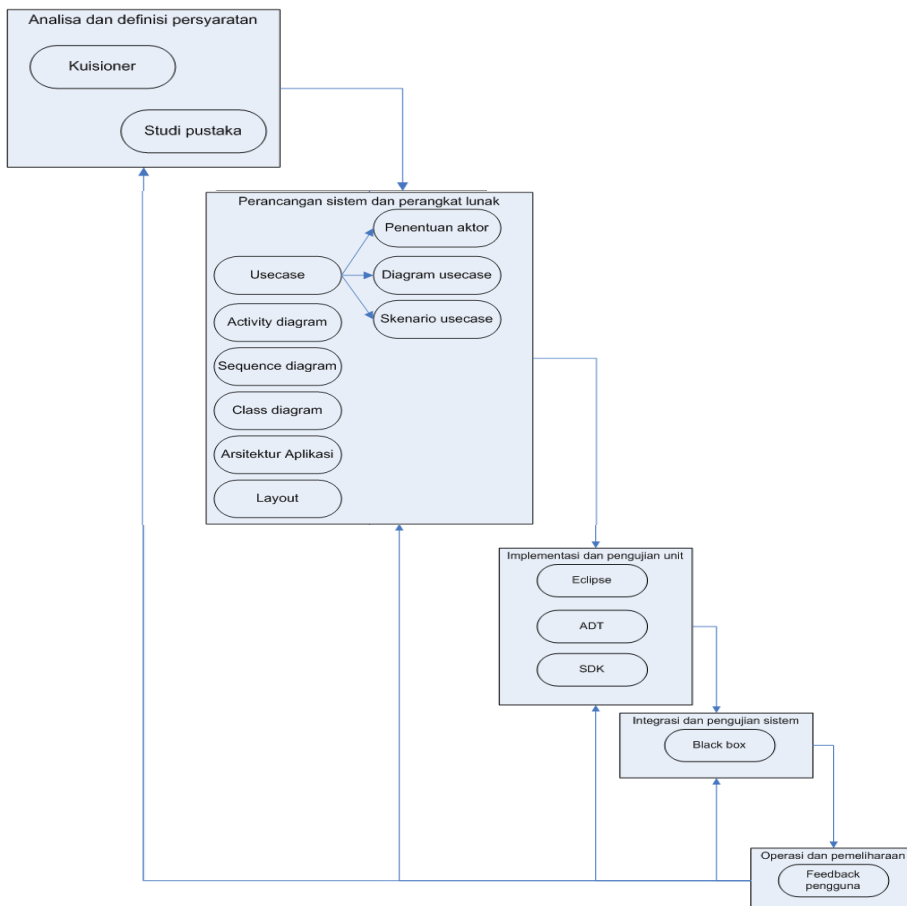 Analisa dan definisi persyaratan
Kuisioner
Studi pustaka
Perancangan sistem dan perangkat lunak
Penentuan aktor
Usecase
Diagram usecase
Skenario usecase
Activity diagram
Sequence diagram
Class diagram
Arsitektur Aplikasi
Layout
Implementasi dan pengujian unit
Eclipse
ADT
SDK
Integrasi dan pengujian sistem
Black box
Operasi dan pemeliharaan
Feedback
pengguna